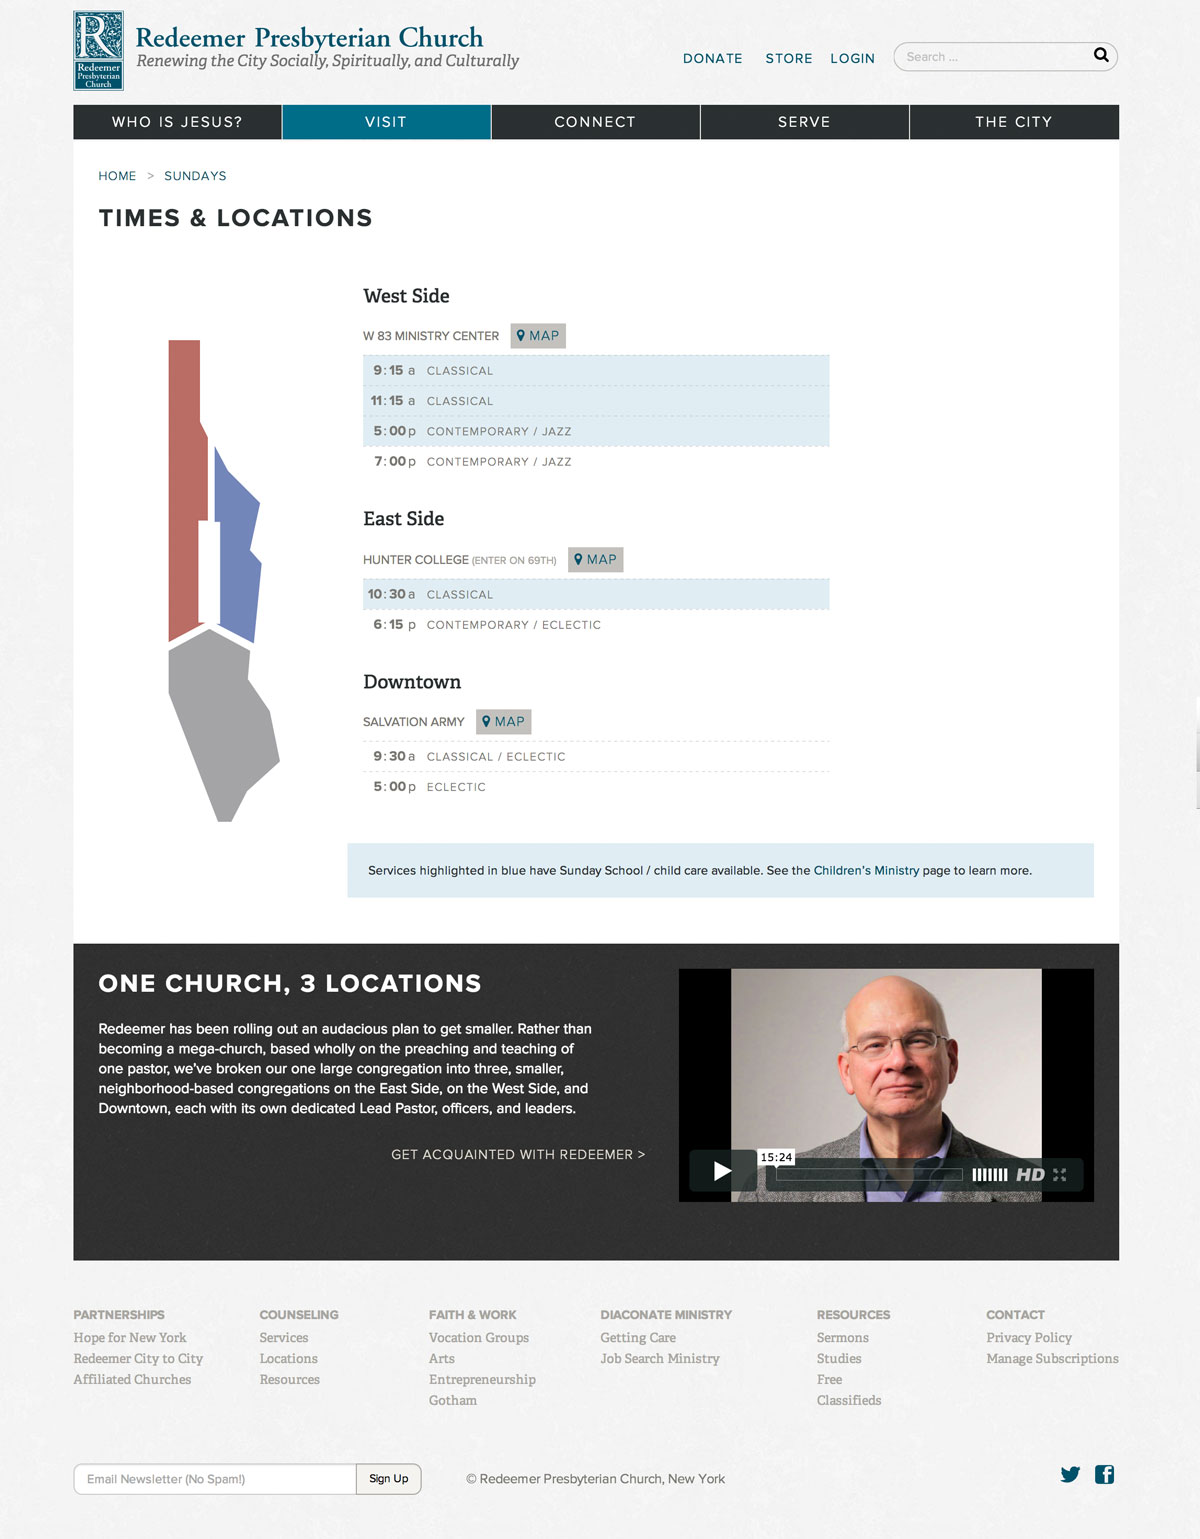 R
Redeemer
Presbyterian
Church
Redeemer Presbyterian Church
Renewing the City Socially, Spiritually, and Culturally
DONATE STORE LOGIN Search ...
WHO IS JESUS? VISIT CONNECT SERVE THE CITY
HOME > SUNDAYS
TIMES & LOCATIONS
West Side
W 83 MINISTRY CENTER MAP
9:15 a CLASSICAL
11:15 a CLASSICAL
5:00 p CONTEMPORARY / JAZZ
7:00 p CONTEMPORARY / JAZZ
East Side
HUNTER COLLEGE (ENTER ON 69TH) MAP
10:30 a CLASSICAL
6:15 p CONTEMPORARY / ECLECTIC
Downtown
SALVATION ARMY MAP
9:30 a CLASSICAL / ECLECTIC
5:00 p ECLECTIC
Services highlighted in blue have Sunday School / child care available. See the Children's Ministry page to learn more.
ONE CHURCH, 3 LOCATIONS
Redeemer has been rolling out an audacious plan to get smaller. Rather than
becoming a mega-church, based wholly on the preaching and teaching of
one pastor, we've broken our one large congregation into three, smaller,
neighborhood-based congregations on the East Side, on the West Side, and
Downtown, each with its own dedicated Lead Pastor, officers, and leaders.
GET ACQUAINTED WITH REDEEMER >
15:24
HD
PARTNERSHIPS
Hope for New York
Redeemer City to City
Affiliated Churches
COUNSELING
Services
Locations
Resources
FAITH & WORK
Vocation Groups
Arts
Entrepreneurship
Gotham
DIACONATE MINISTRY
Getting Care
Job Search Ministry
RESOURCES
Sermons
Studies
Free
Classifieds
CONTACT
Privacy Policy
Manage Subscriptions
Email Newsletter (No Spam!) Sign Up
© Redeemer Presbyterian Church, New York